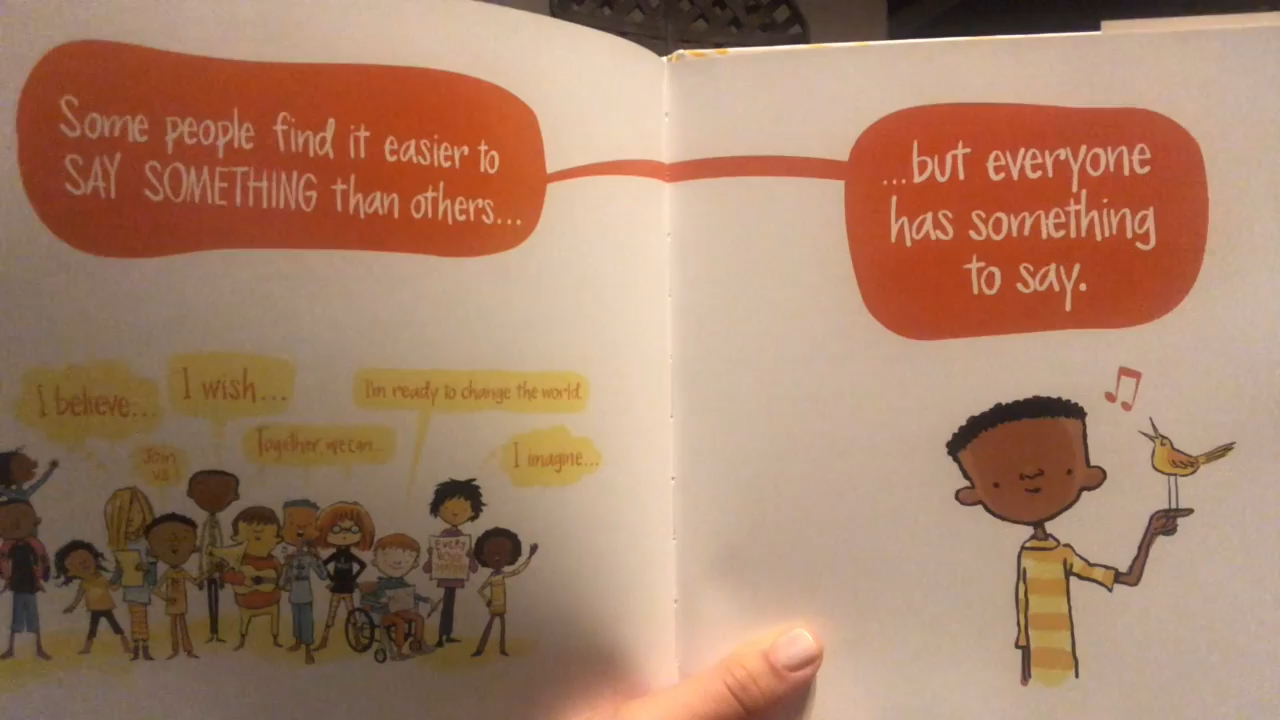 Some people find it easier to
SAY SOMETHING than others...
...but everyone
has something
to say.
I believe...
I wish...
I'm ready to change the world.
Together we can...
Join
us
I imagine...
EVERY